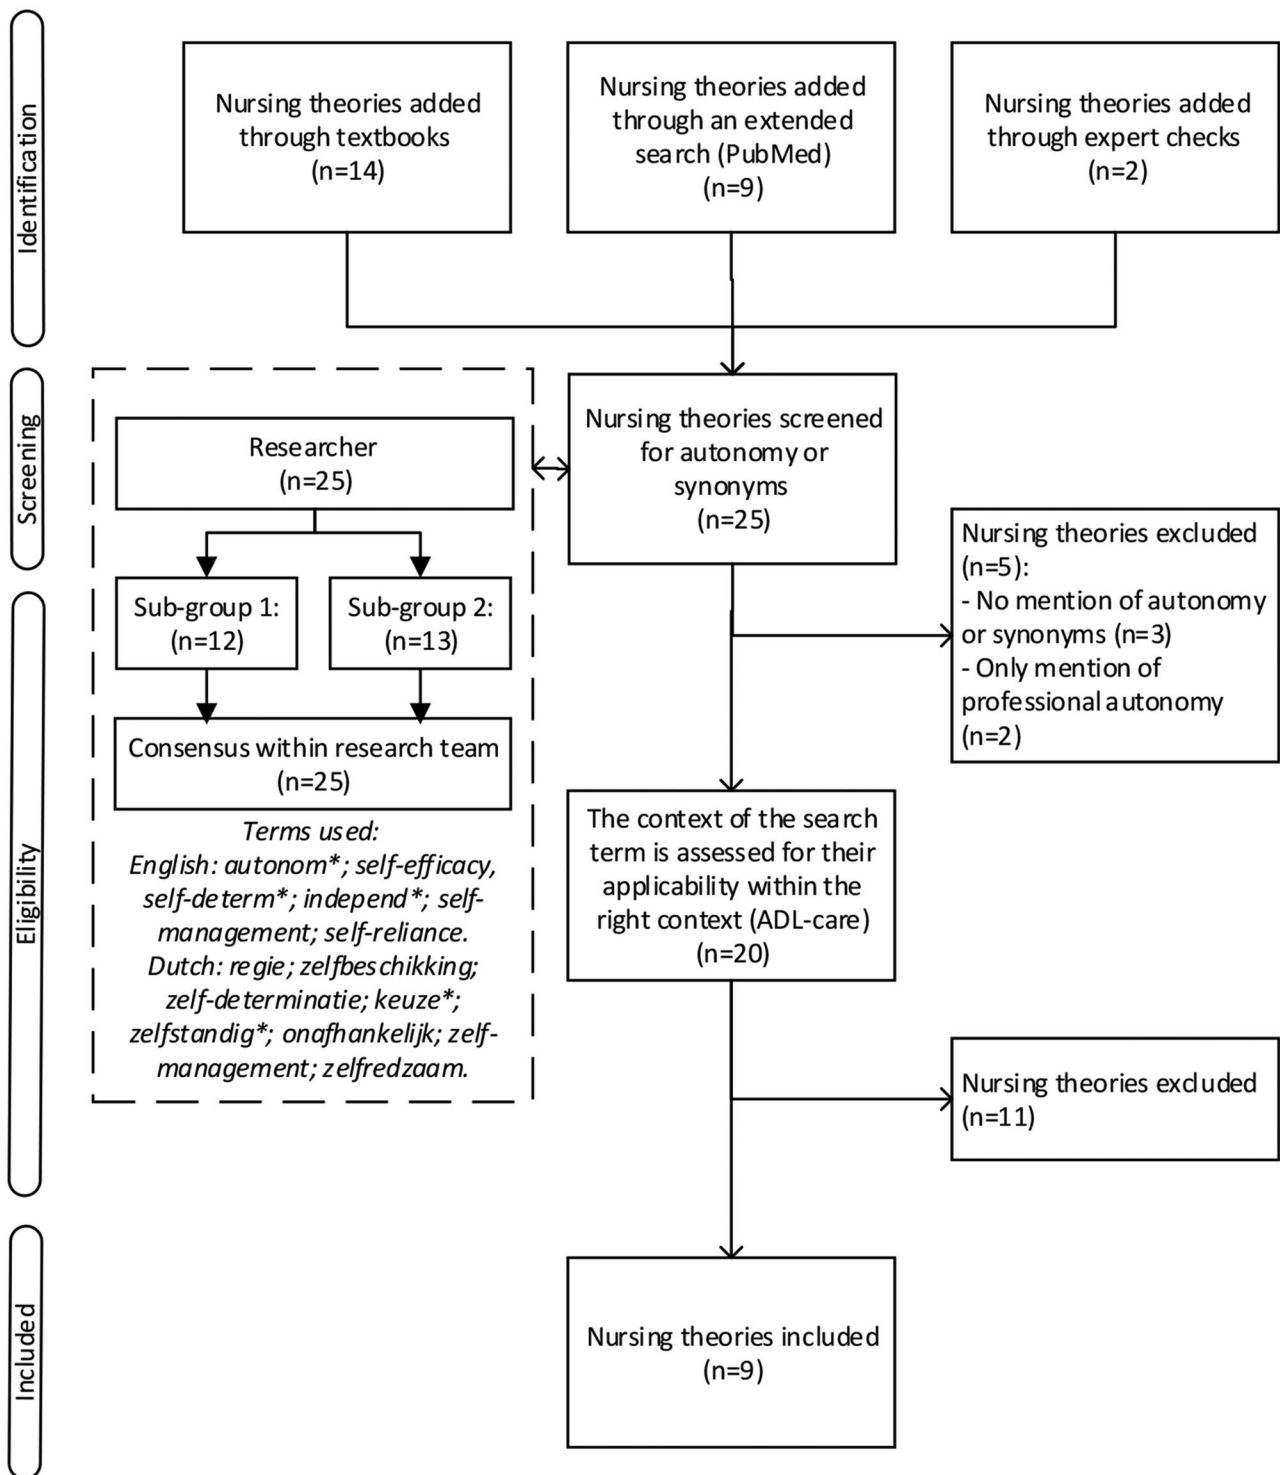 Identification
Nursing theories added
through textbooks
(n=14)
Nursing theories added
through an extended
search (PubMed)
(n=9)
Nursing theories added
through expert checks
(n=2)
Screening
Researcher
(n=25)
Sub-group 1:
(n=12)
Sub-group 2:
(n=13)
Consensus within research team
(n=25)
Terms used:
English: autonom*; self-efficacy,
self-determ*; independ*; self-
management; self-reliance.
Dutch: regie; zelfbeschikking;
zelf-determinatie; keuze*;
zelfstandig*; onafhankelijk; zelf-
management; zelfredzaam.
Nursing theories screened
for autonomy or
synonyms
(n=25)
Nursing theories excluded
(n=5):
- No mention of autonomy
or synonyms (n=3)
- Only mention of
professional autonomy
(n=2)
Eligibility
The context of the search
term is assessed for their
applicability within the
right context (ADL-care)
(n=20)
Nursing theories excluded
(n=11)
Included
Nursing theories included
(n=9)